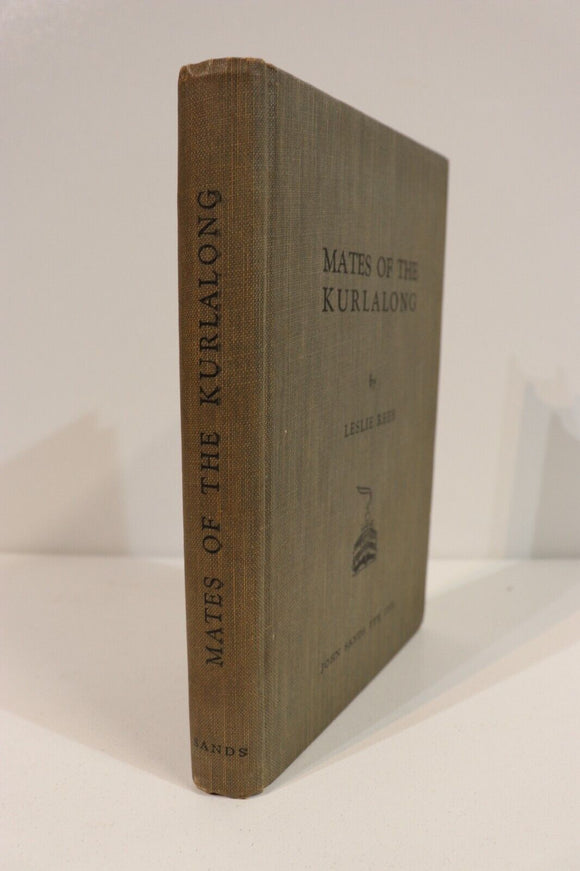 MATES OF THE KURLALONG
SANDS
MATES OF THE
KURLALONG
by
LESLIE REES
JOHN SANDS PTY. LTD.